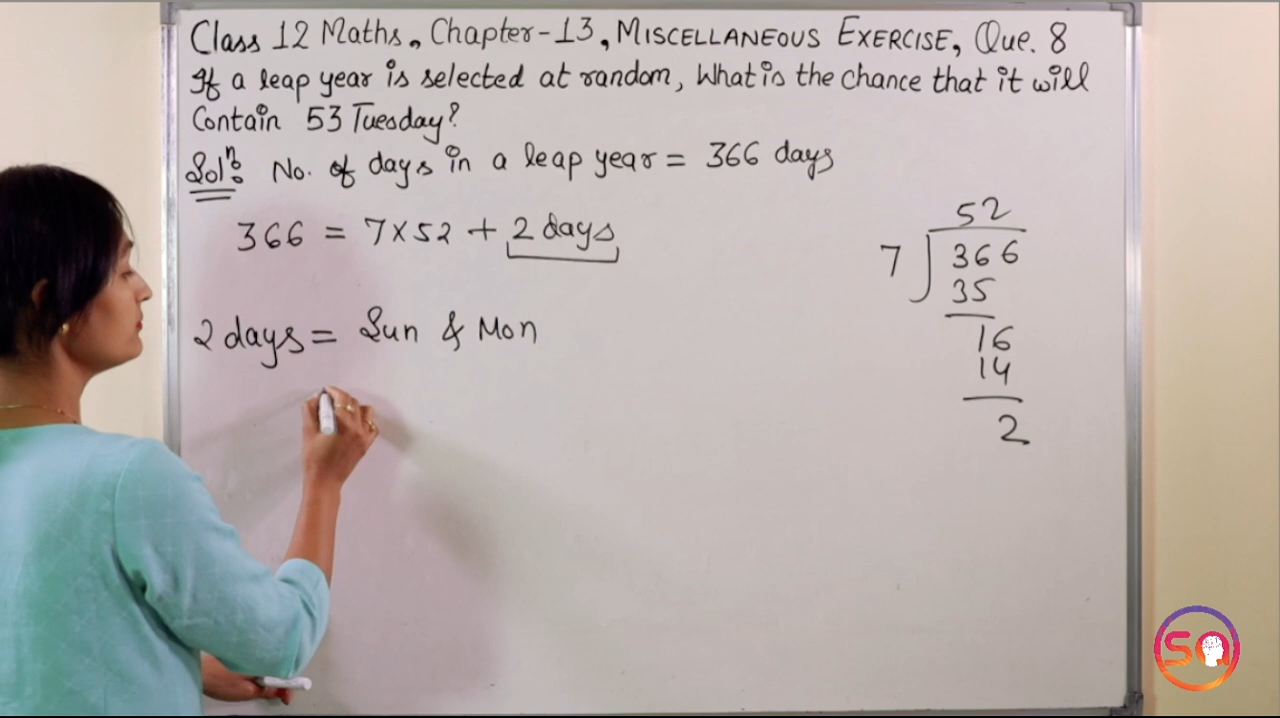 Class 12 Maths, Chapter-13, MISCELLANEOUS EXERCISE, Que. 8
If a leap year is selected at random, What is the chance that it will
Contain 53 Tuesday?
Solⁿ: No. of days in a leap year = 366 days
366 = 7×52 + 2 days
2 days = Sun & Mon
52
7 366
35
16
14
2
SQ